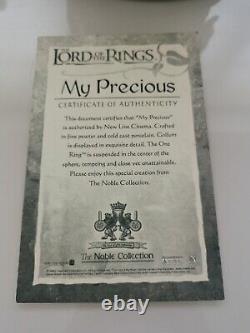 THE
LORD OF THE RINGS
My Precious
CERTIFICATE OF AUTHENTICITY
This document certifies that "My Precious"
is authorized by New Line Cinema. Crafted
in fine pewter and cold cast porcelain, Gollum
is displayed in exquisite detail. The One
Ring™ is suspended in the center of the
sphere, tempting and close yet unattainable.
Please enjoy this special creation from
The Noble Collection.
The Noble Collection